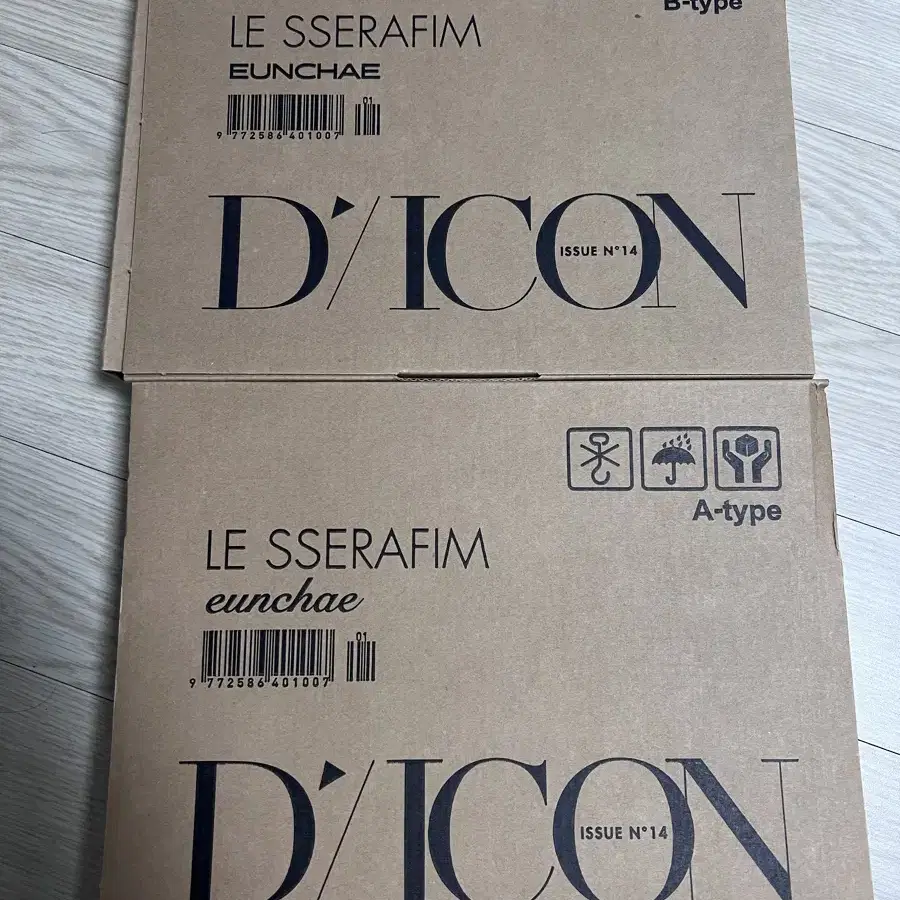 B-type
LE SSERAFIM
EUNCHAE
01
9 772586 401007
D'/ICON
ISSUE N°14
A-type
LE SSERAFIM
eunchae
01
9 772586 401007
D'/ICON
ISSUE N°14